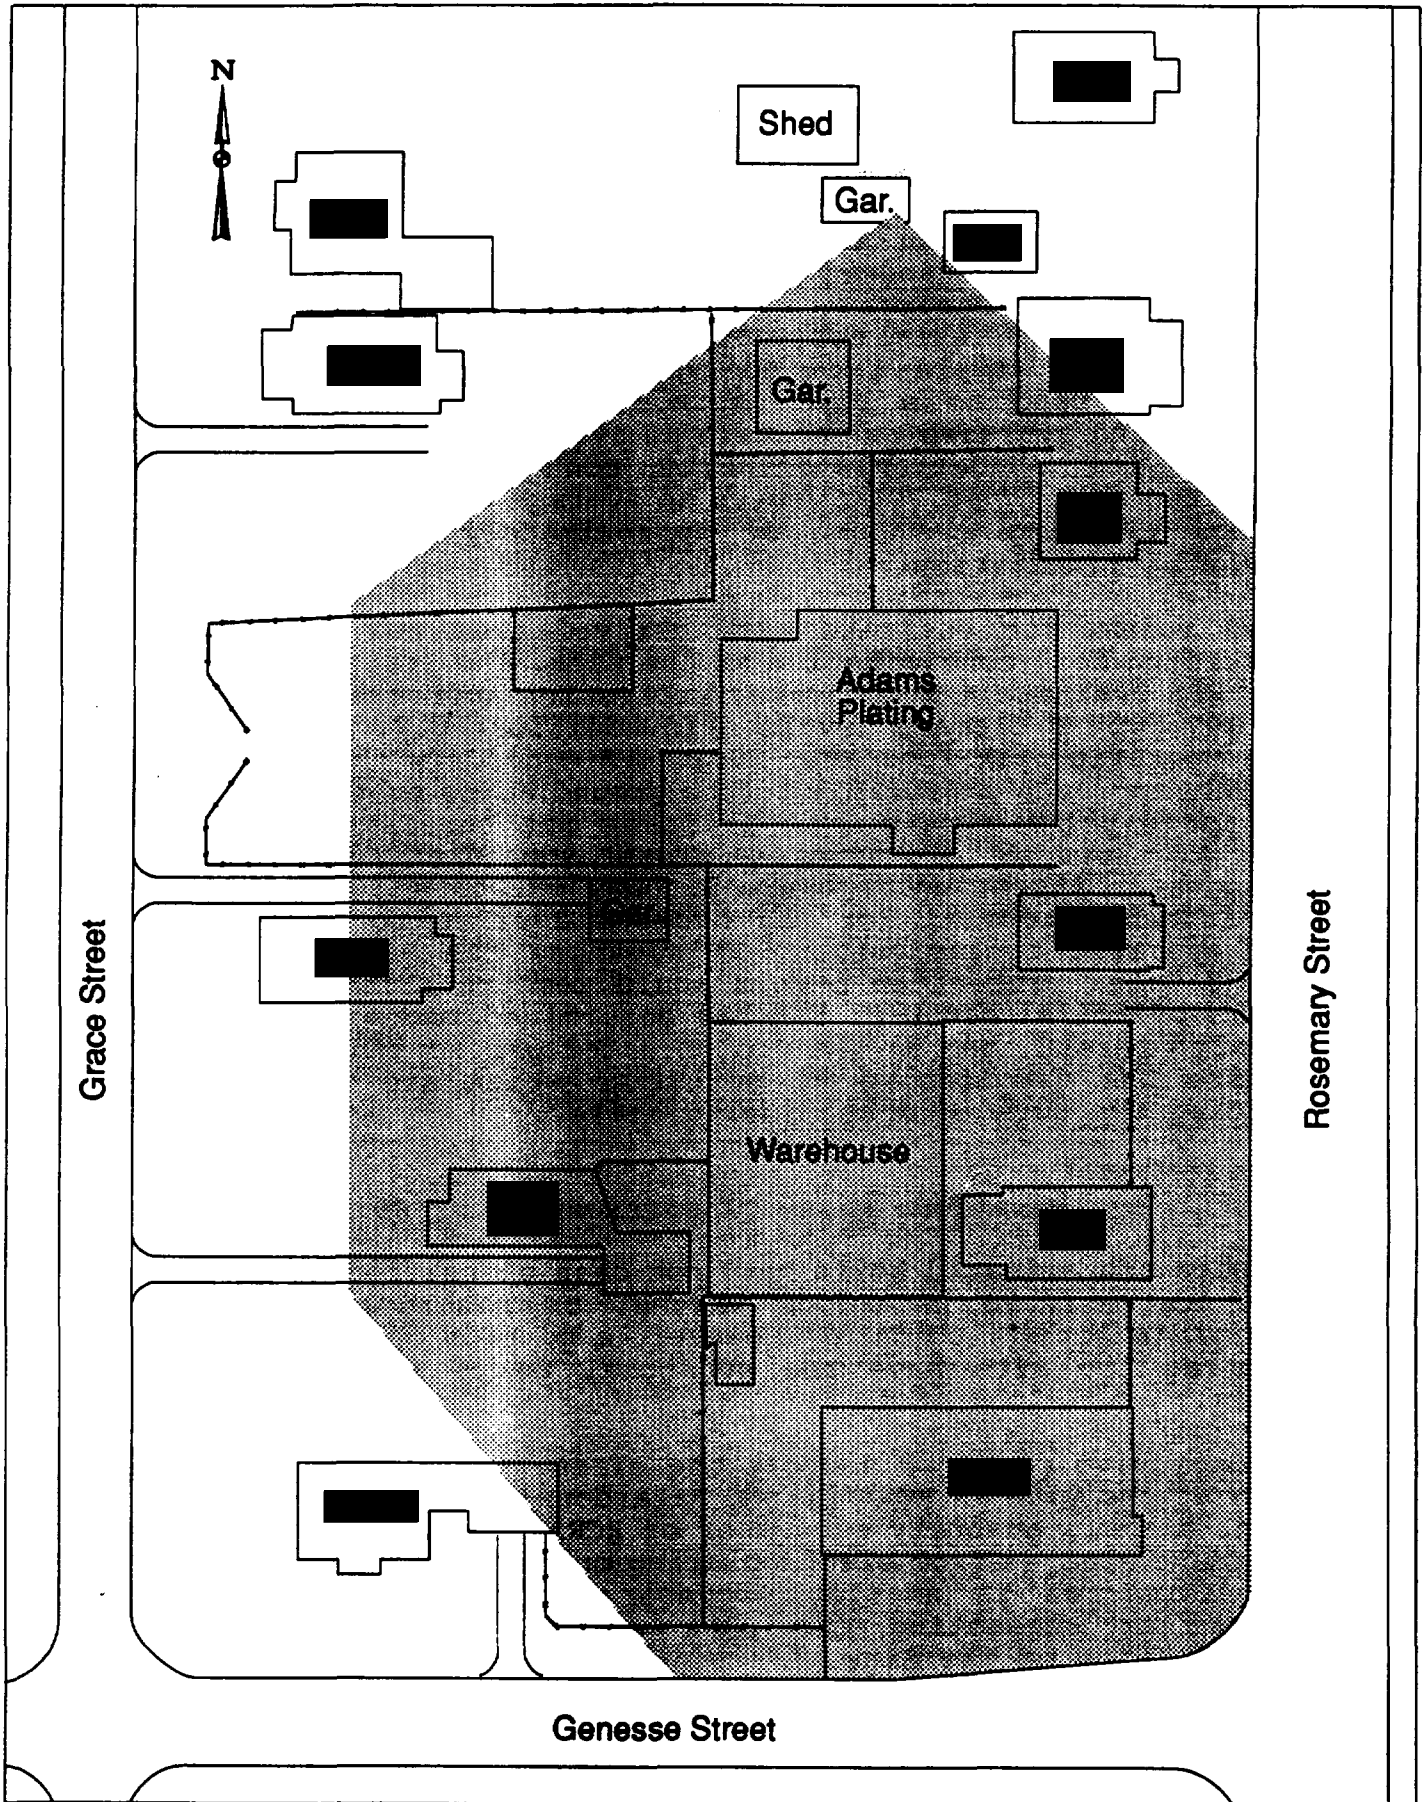 N
Shed
Gar.
Gar.
Adams
Plating
Grace Street
Rosemary Street
Warehouse
Genesse Street